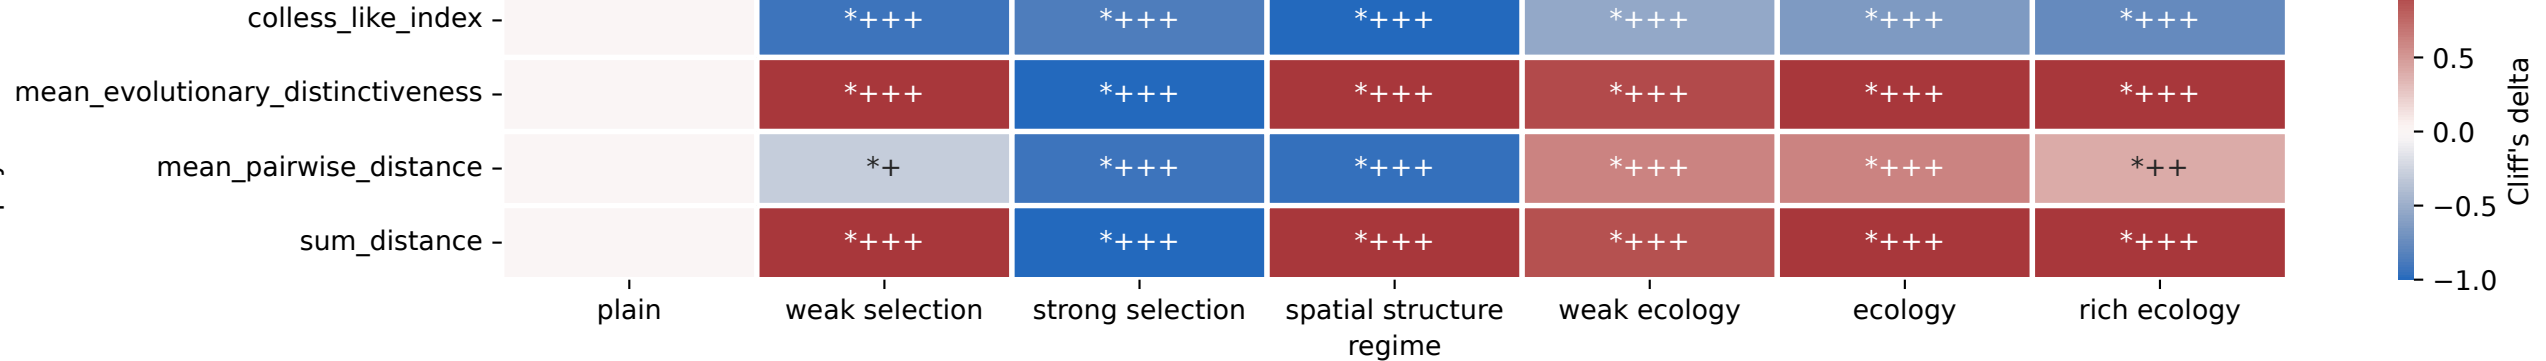 colless_like_index *+++ *+++ *+++ *+++ *+++ *+++
mean_evolutionary_distinctiveness *+++ *+++ *+++ *+++ *+++ *+++
mean_pairwise_distance *+ *+++ *+++ *+++ *+++ *++
sum_distance *+++ *+++ *+++ *+++ *+++ *+++
plain weak selection strong selection spatial structure weak ecology ecology rich ecology
regime
0.5
0.0
−0.5
−1.0
Cliff's delta